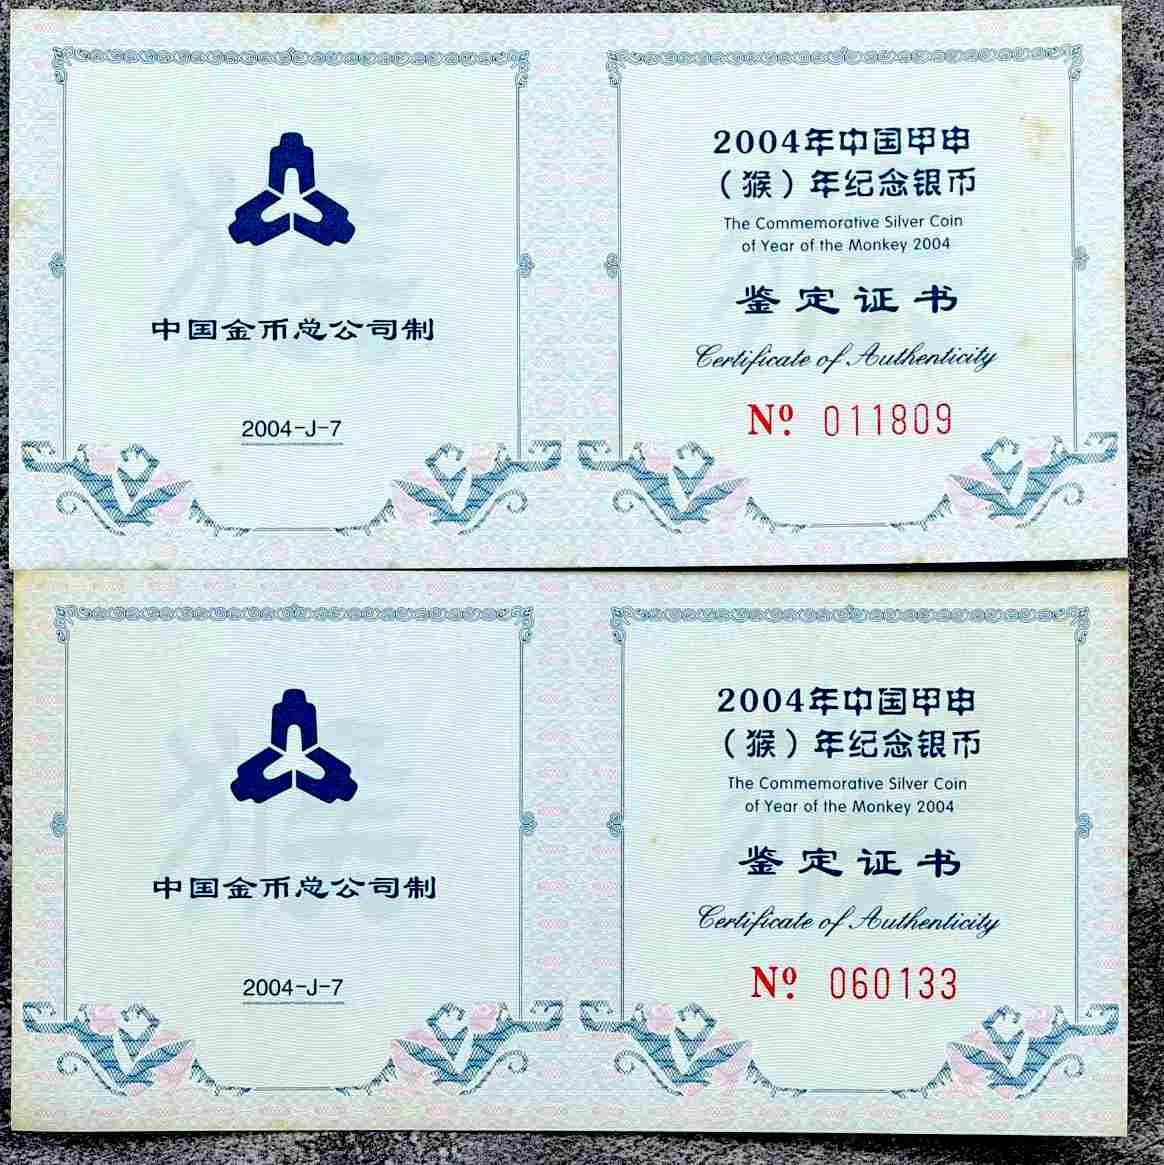 中国金币总公司制
2004-J-7
2004年中国甲申
（猴）年纪念银币
The Commemorative Silver Coin
of Year of the Monkey 2004
鉴定证书
Certificate of Authenticity
Nº. 011809
中国金币总公司制
2004-J-7
2004年中国甲申
（猴）年纪念银币
The Commemorative Silver Coin
of Year of the Monkey 2004
鉴定证书
Certificate of Authenticity
Nº. 060133